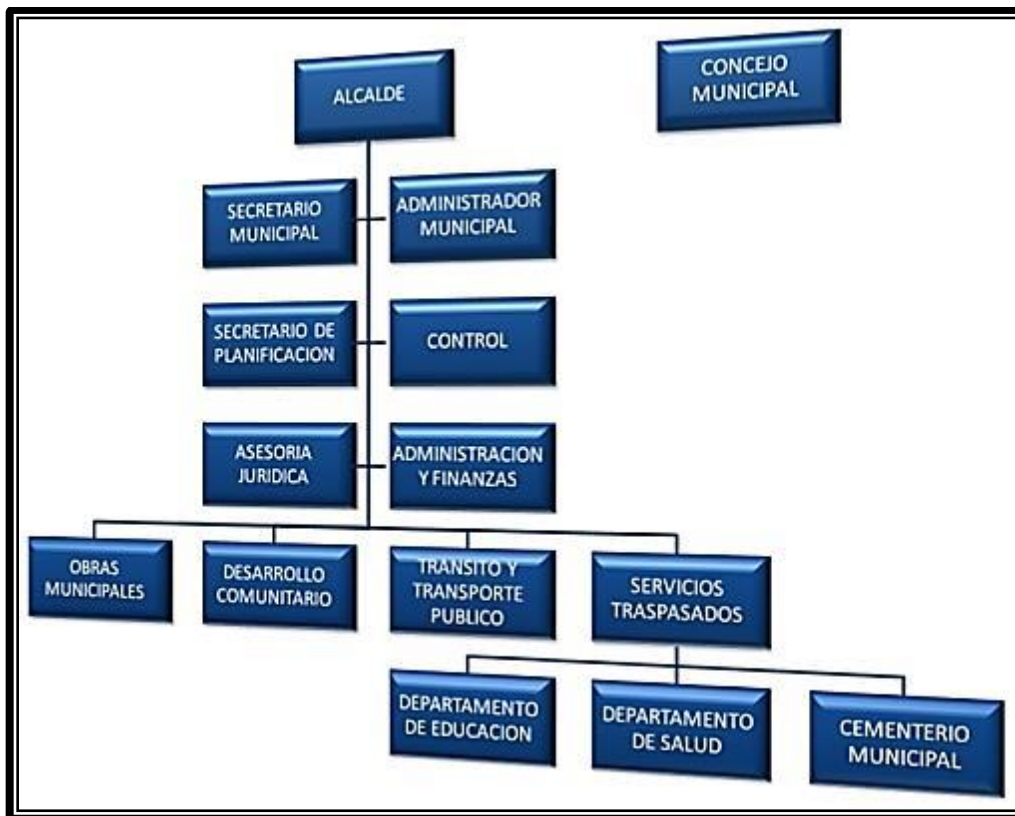 ALCALDE
CONCEJO
MUNICIPAL
SECRETARIO
MUNICIPAL
ADMINISTRADOR
MUNICIPAL
SECRETARIO DE
PLANIFICACION
CONTROL
ASESORIA
JURIDICA
ADMINISTRACION
Y FINANZAS
OBRAS
MUNICIPALES
DESARROLLO
COMUNITARIO
TRANSITO Y
TRANSPORTE
PUBLICO
SERVICIOS
TRASPASADOS
DEPARTAMENTO
DE EDUCACION
DEPARTAMENTO
DE SALUD
CEMENTERIO
MUNICIPAL